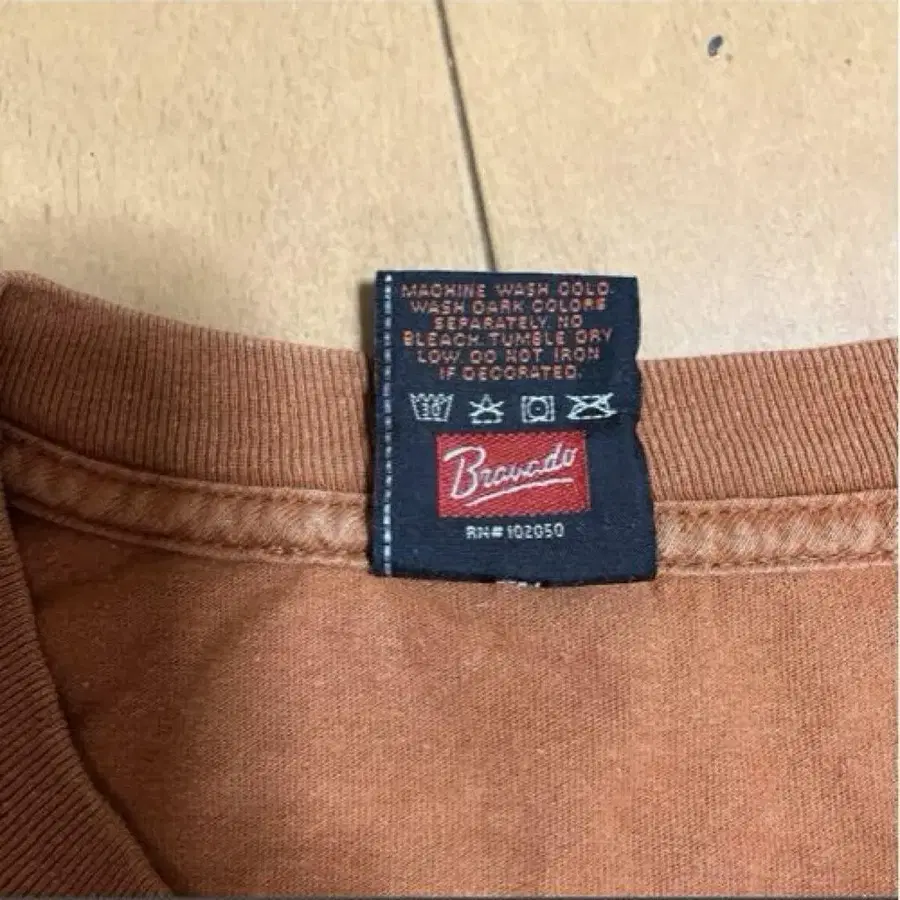 MACHINE WASH COLD.
WASH DARK COLORS
SEPARATELY. NO
BLEACH. TUMBLE DRY
LOW. DO NOT IRON
IF DECORATED.
30
Bravado
RN# 102050